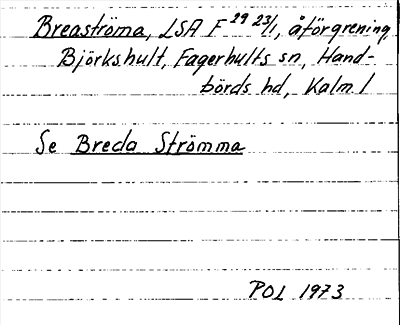 Breaströma, LSA F 29 23/1, åförgrening,
Björkshult, Fagerhults sn, Hand-
börds hd, Kalm. l
Se Breda Strömma
POL 1973